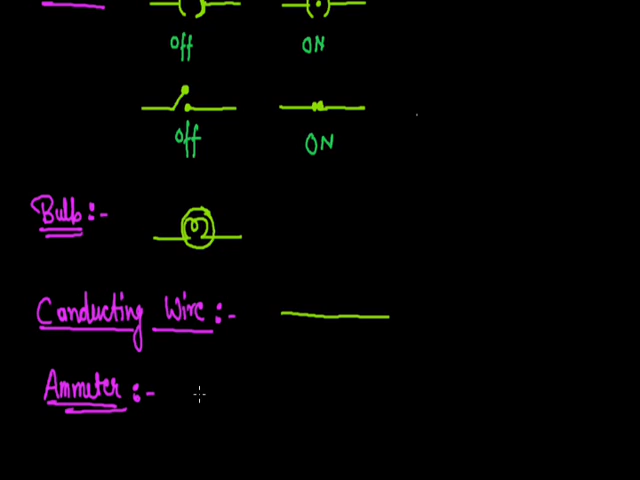 Off ON
Off ON
Bulb :-
Conducting Wire :-
Ammeter :-